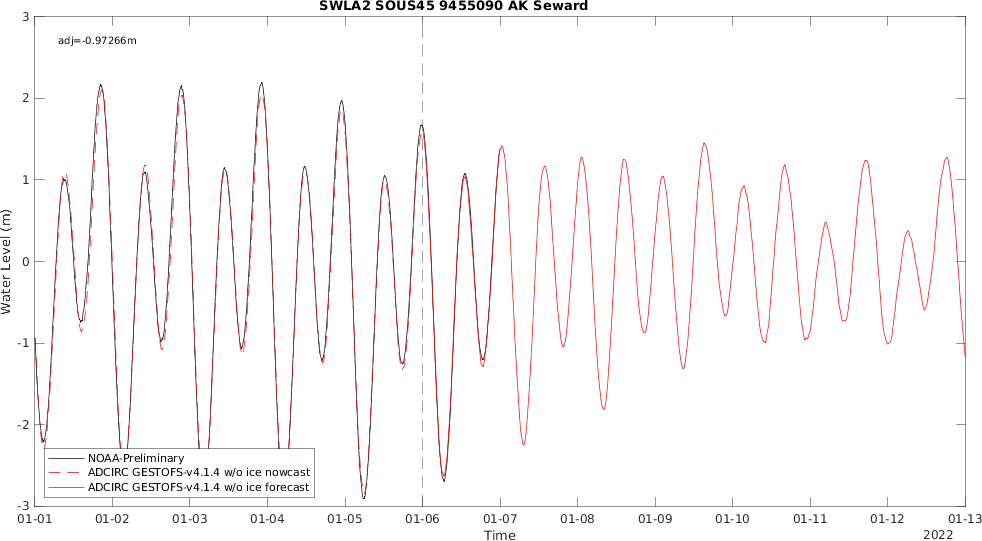 SWLA2 SOUS45 9455090 AK Seward
adj=-0.97266m
3
2
1
0
-1
-2
-3
Water Level (m)
NOAA-Preliminary
ADCIRC GESTOFS-v4.1.4 w/o ice nowcast
ADCIRC GESTOFS-v4.1.4 w/o ice forecast
01-01 01-02 01-03 01-04 01-05 01-06 01-07 01-08 01-09 01-10 01-11 01-12 01-13
Time
2022